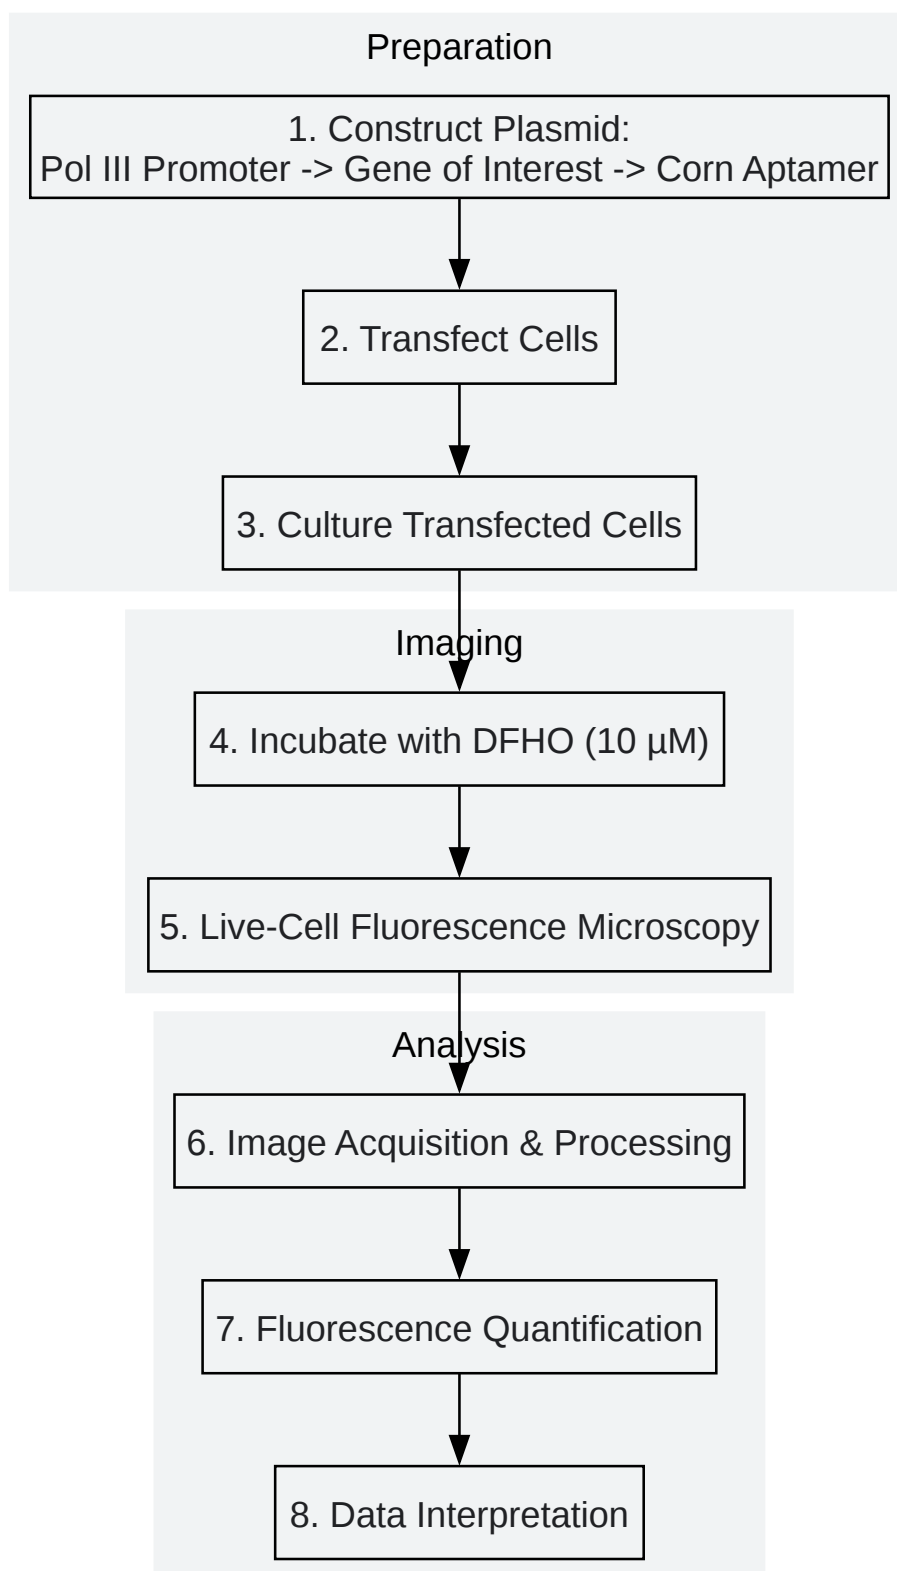 Preparation
1. Construct Plasmid:
Pol III Promoter -> Gene of Interest -> Corn Aptamer
2. Transfect Cells
3. Culture Transfected Cells
Imaging
4. Incubate with DFHO (10 µM)
5. Live-Cell Fluorescence Microscopy
Analysis
6. Image Acquisition & Processing
7. Fluorescence Quantification
8. Data Interpretation